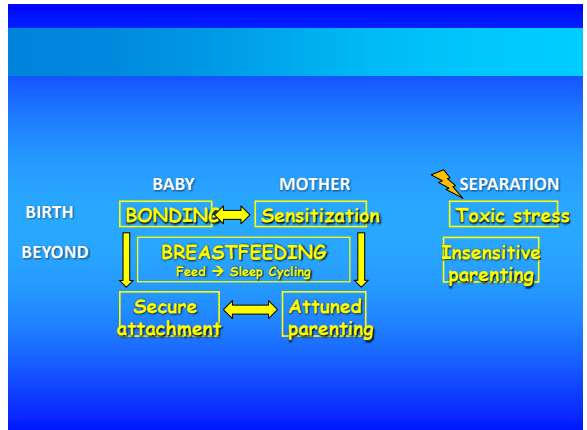 BABY MOTHER SEPARATION
BIRTH BONDING Sensitization Toxic stress
BEYOND BREASTFEEDING Insensitive
Feed → Sleep Cycling parenting
Secure Attuned
attachment parenting